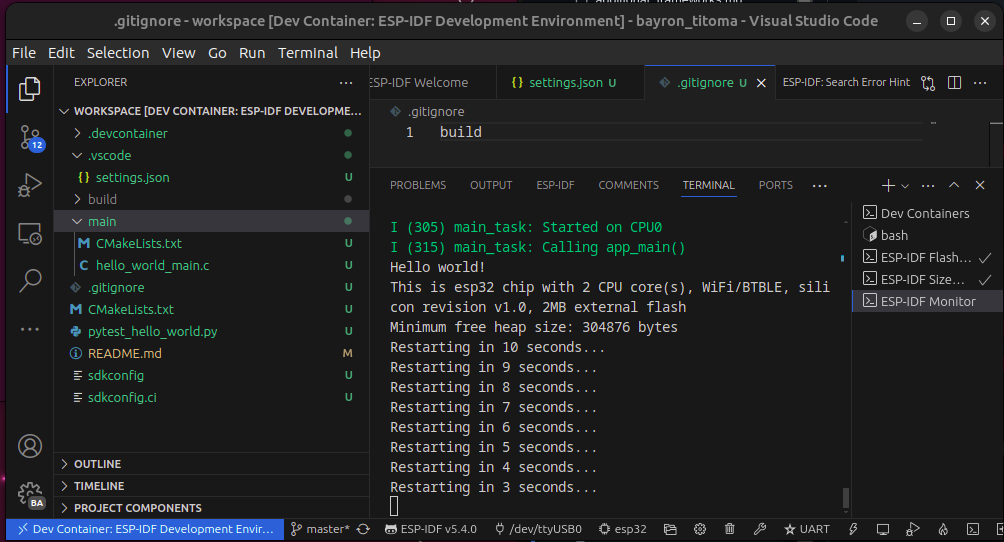 .gitignore - workspace [Dev Container: ESP-IDF Development Environment] - bayron_titoma - Visual Studio Code
File Edit Selection View Go Run Terminal Help
EXPLORER
ESP-IDF Welcome settings.json U .gitignore U ESP-IDF: Search Error Hint
WORKSPACE [DEV CONTAINER: ESP-IDF DEVELOPME...
.devcontainer
.vscode
settings.json U
build
main
CMakeLists.txt U
hello_world_main.c U
.gitignore U
CMakeLists.txt U
pytest_hello_world.py U
README.md M
sdkconfig U
sdkconfig.ci U
OUTLINE
TIMELINE
PROJECT COMPONENTS
12
BA
.gitignore
1 build
PROBLEMS OUTPUT ESP-IDF COMMENTS TERMINAL PORTS
I (305) main_task: Started on CPU0
I (315) main_task: Calling app_main()
Hello world!
This is esp32 chip with 2 CPU core(s), WiFi/BTBLE, sili
con revision v1.0, 2MB external flash
Minimum free heap size: 304876 bytes
Restarting in 10 seconds...
Restarting in 9 seconds...
Restarting in 8 seconds...
Restarting in 7 seconds...
Restarting in 6 seconds...
Restarting in 5 seconds...
Restarting in 4 seconds...
Restarting in 3 seconds...
Dev Containers
bash
ESP-IDF Flash...
ESP-IDF Size...
ESP-IDF Monitor
Dev Container: ESP-IDF Development Envir... master* ESP-IDF v5.4.0 /dev/ttyUSB0 esp32 UART